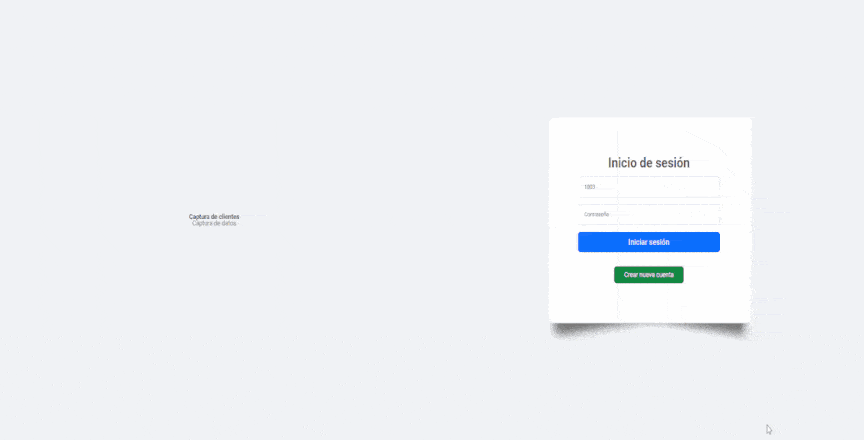 Captura de clientes
Captura de datos
Inicio de sesión
1001
Contraseña
Iniciar sesión
Crear nueva cuenta